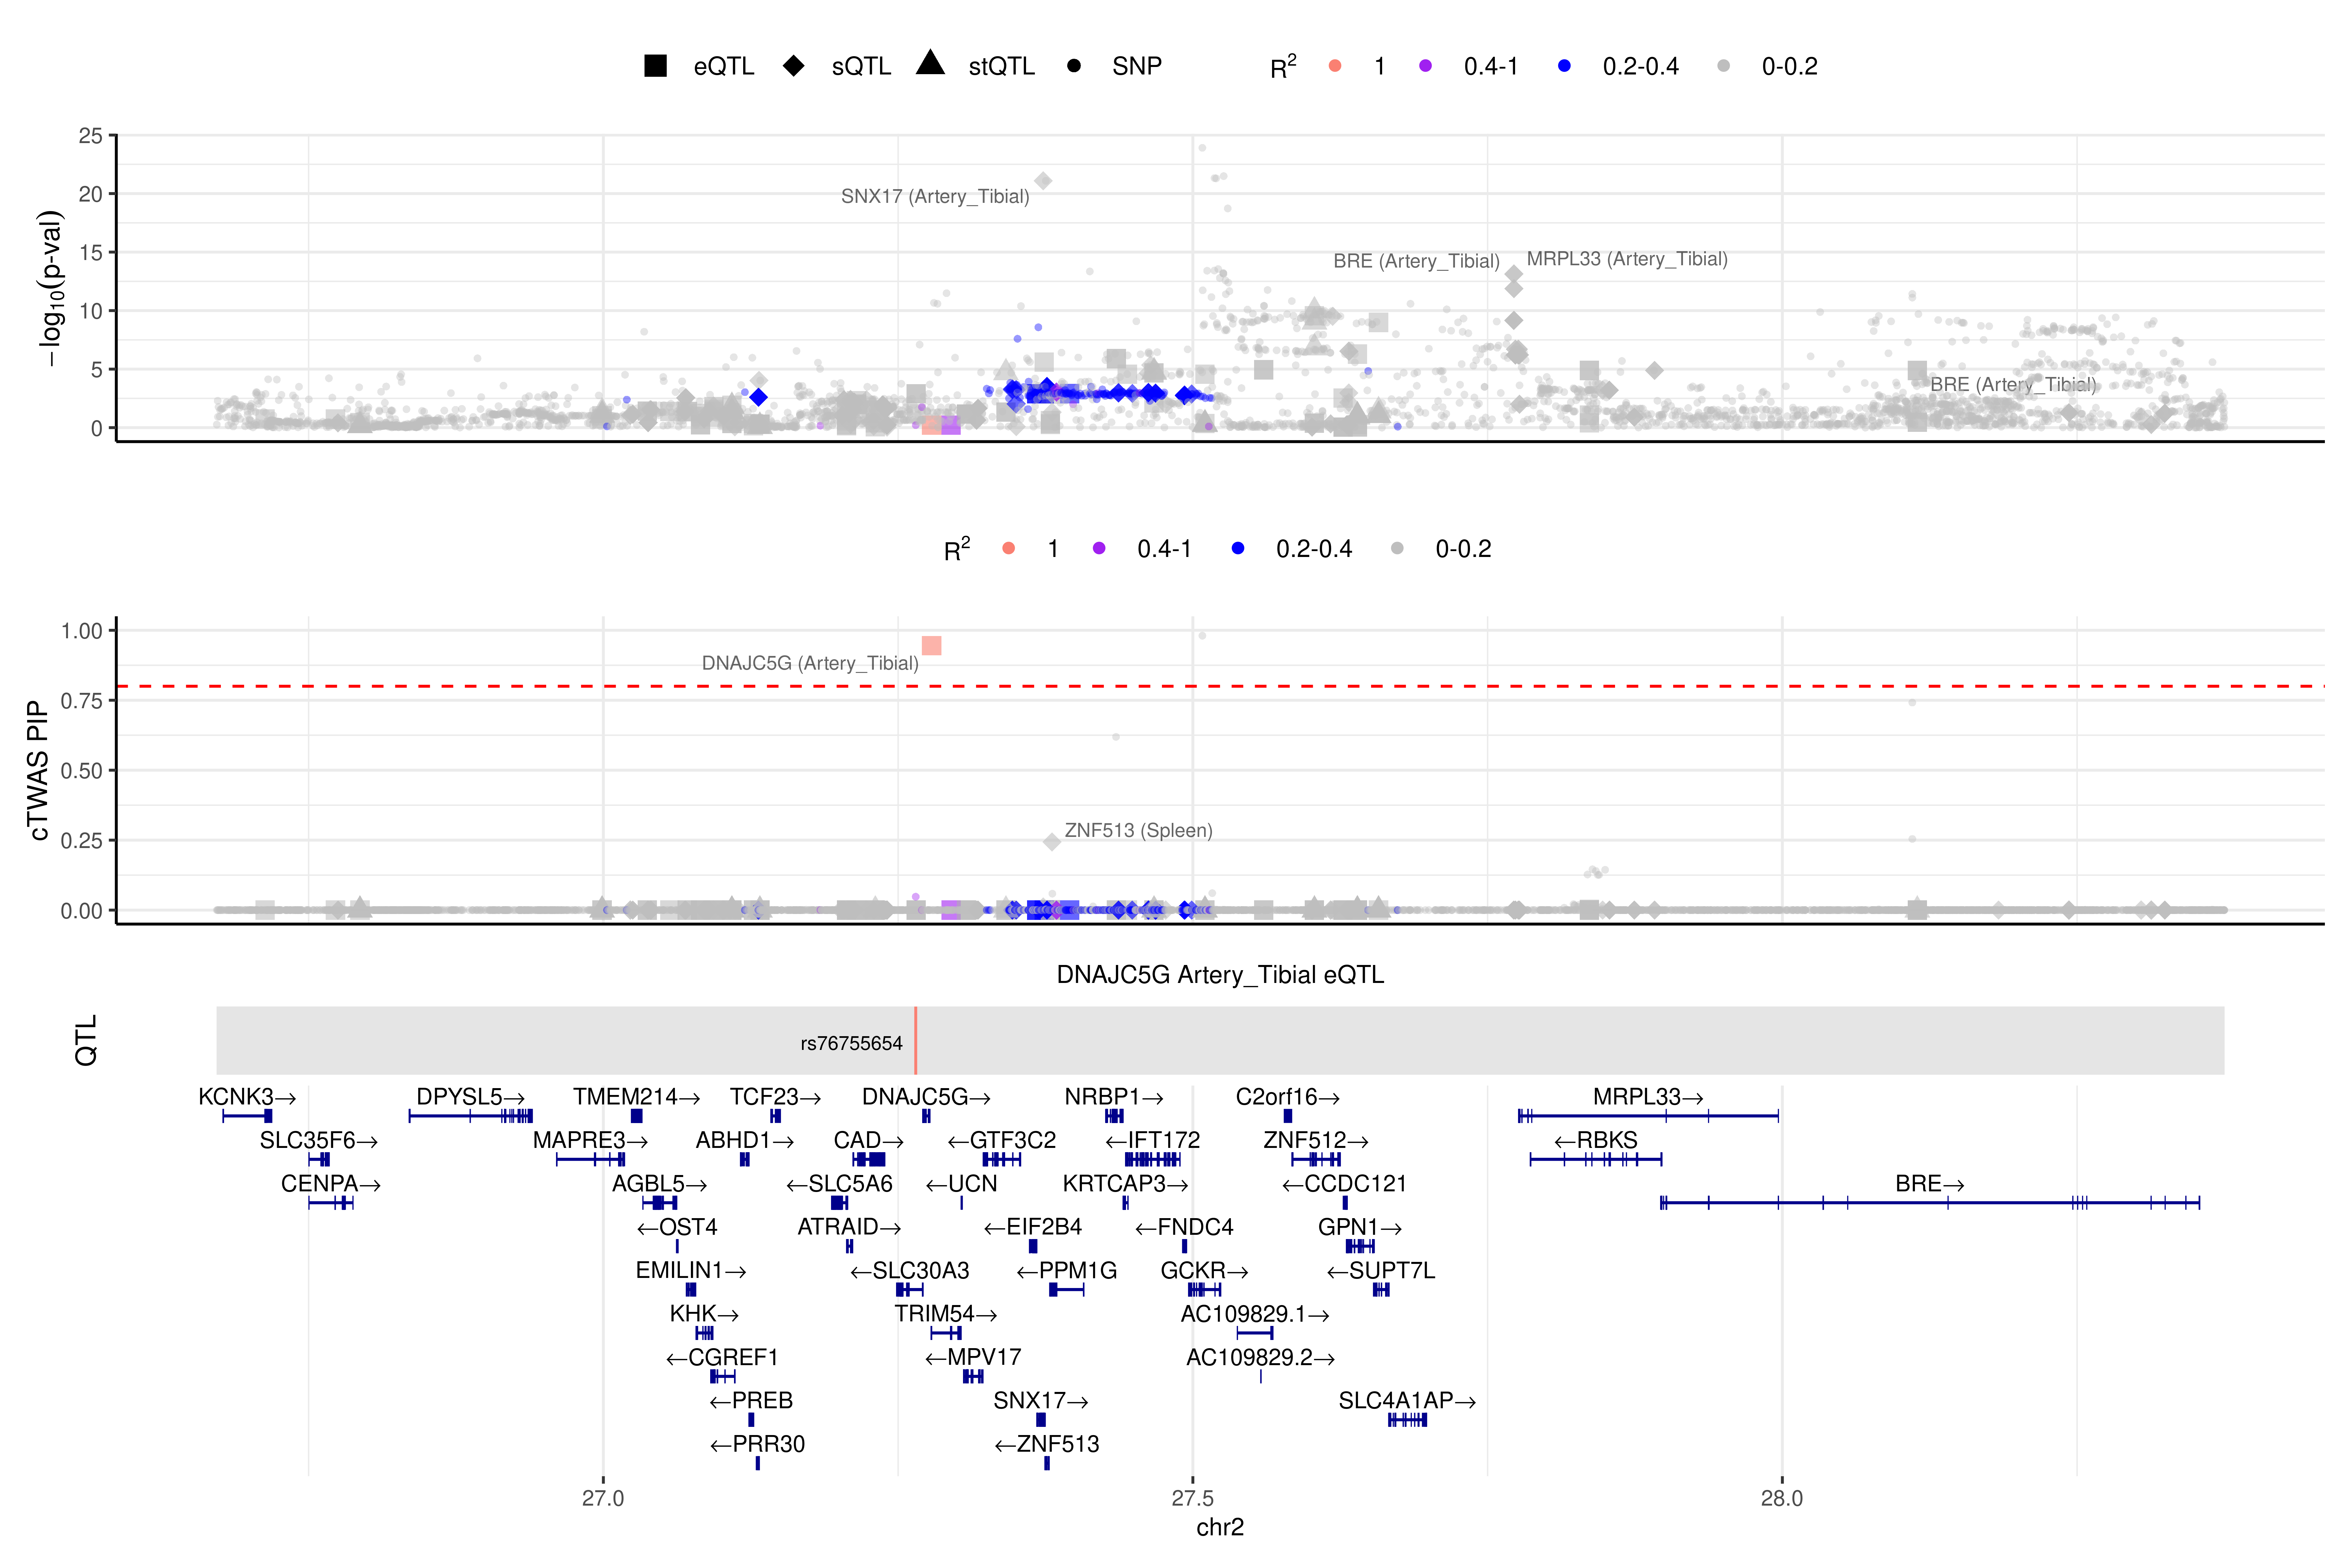 eQTL sQTL stQTL SNP R² 1 0.4-1 0.2-0.4 0-0.2
25
20
15
10
5
0
−log₁₀(p-val)
SNX17 (Artery_Tibial)
BRE (Artery_Tibial)
MRPL33 (Artery_Tibial)
BRE (Artery_Tibial)
R² 1 0.4-1 0.2-0.4 0-0.2
1.00
0.75
0.50
0.25
0.00
cTWAS PIP
DNAJC5G (Artery_Tibial)
ZNF513 (Spleen)
DNAJC5G Artery_Tibial eQTL
QTL
rs76755654
KCNK3→ DPYSL5→ TMEM214→ TCF23→ DNAJC5G→ NRBP1→ C2orf16→ MRPL33→
SLC35F6→ MAPRE3→ ABHD1→ CAD→ ←GTF3C2 ←IFT172 ZNF512→ ←RBKS
CENPA→ AGBL5→ ←SLC5A6 ←UCN KRTCAP3→ ←CCDC121 BRE→
←OST4 ATRAID→ ←EIF2B4 ←FNDC4 GPN1→
EMILIN1→ ←SLC30A3 ←PPM1G GCKR→ ←SUPT7L
KHK→ TRIM54→ AC109829.1→
←CGREF1 ←MPV17 AC109829.2→
←PREB SNX17→ SLC4A1AP→
←PRR30 ←ZNF513
27.0 27.5 28.0
chr2